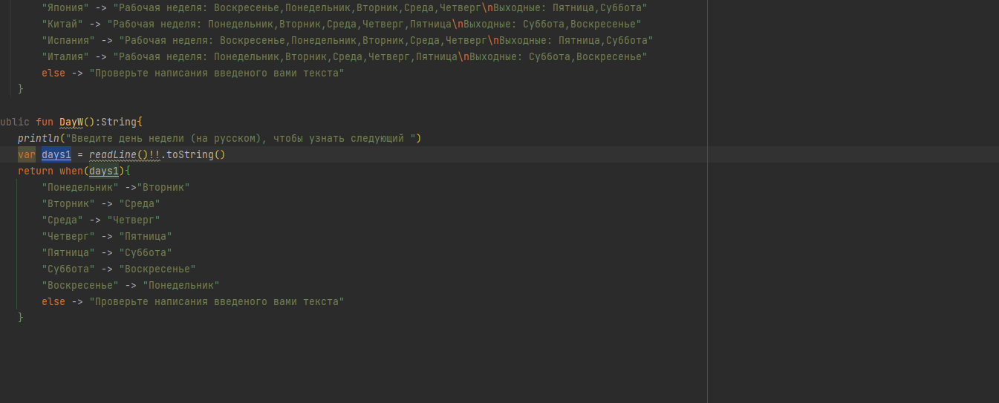 "Япония" -> "Рабочая неделя: Воскресенье,Понедельник,Вторник,Среда,Четверг\nВыходные: Пятница,Суббота"
"Китай" -> "Рабочая неделя: Понедельник,Вторник,Среда,Четверг,Пятница\nВыходные: Суббота,Воскресенье"
"Испания" -> "Рабочая неделя: Воскресенье,Понедельник,Вторник,Среда,Четверг\nВыходные: Пятница,Суббота"
"Италия" -> "Рабочая неделя: Понедельник,Вторник,Среда,Четверг,Пятница\nВыходные: Суббота,Воскресенье"
else -> "Проверьте написания введеного вами текста"
}
ublic fun DayW():String{
println("Введите день недели (на русском), чтобы узнать следующий ")
var days1 = readLine()!!.toString()
return when(days1){
"Понедельник" ->"Вторник"
"Вторник" -> "Среда"
"Среда" -> "Четверг"
"Четверг" -> "Пятница"
"Пятница" -> "Суббота"
"Суббота" -> "Воскресенье"
"Воскресенье" -> "Понедельник"
else -> "Проверьте написания введеного вами текста"
}